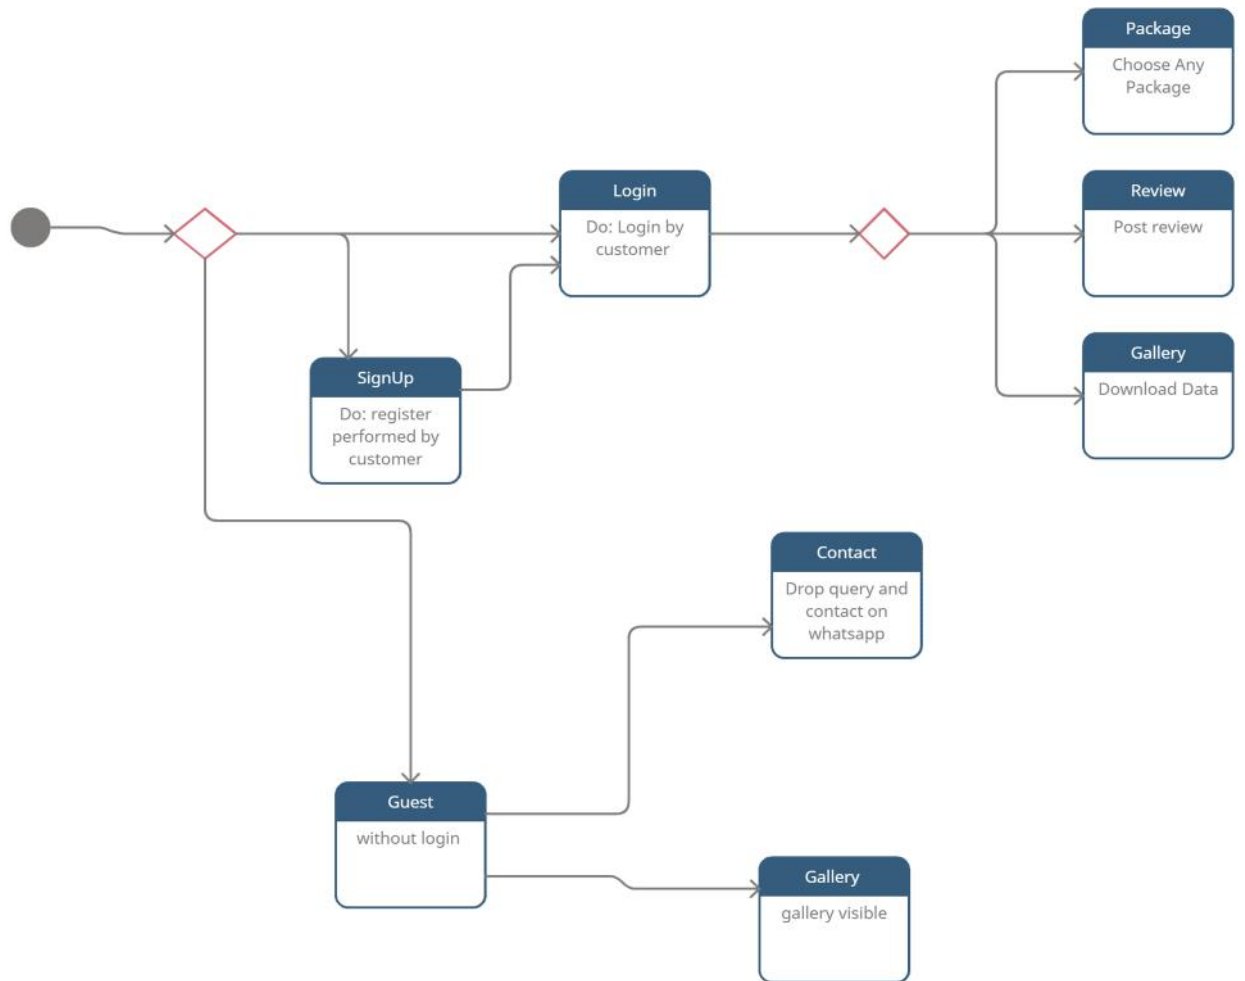 Package
Choose Any
Package
Login
Do: Login by
customer
Review
Post review
SignUp
Do: register
performed by
customer
Gallery
Download Data
Contact
Drop query and
contact on
whatsapp
Guest
without login
Gallery
gallery visible